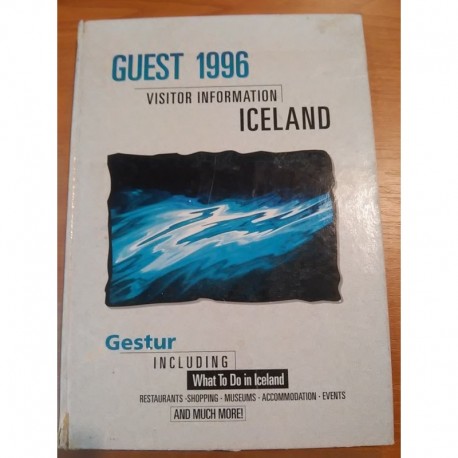 GUEST 1996
VISITOR INFORMATION
ICELAND
Gestur
INCLUDING
What To Do in Iceland
RESTAURANTS · SHOPPING · MUSEUMS · ACCOMMODATION · EVENTS
AND MUCH MORE!